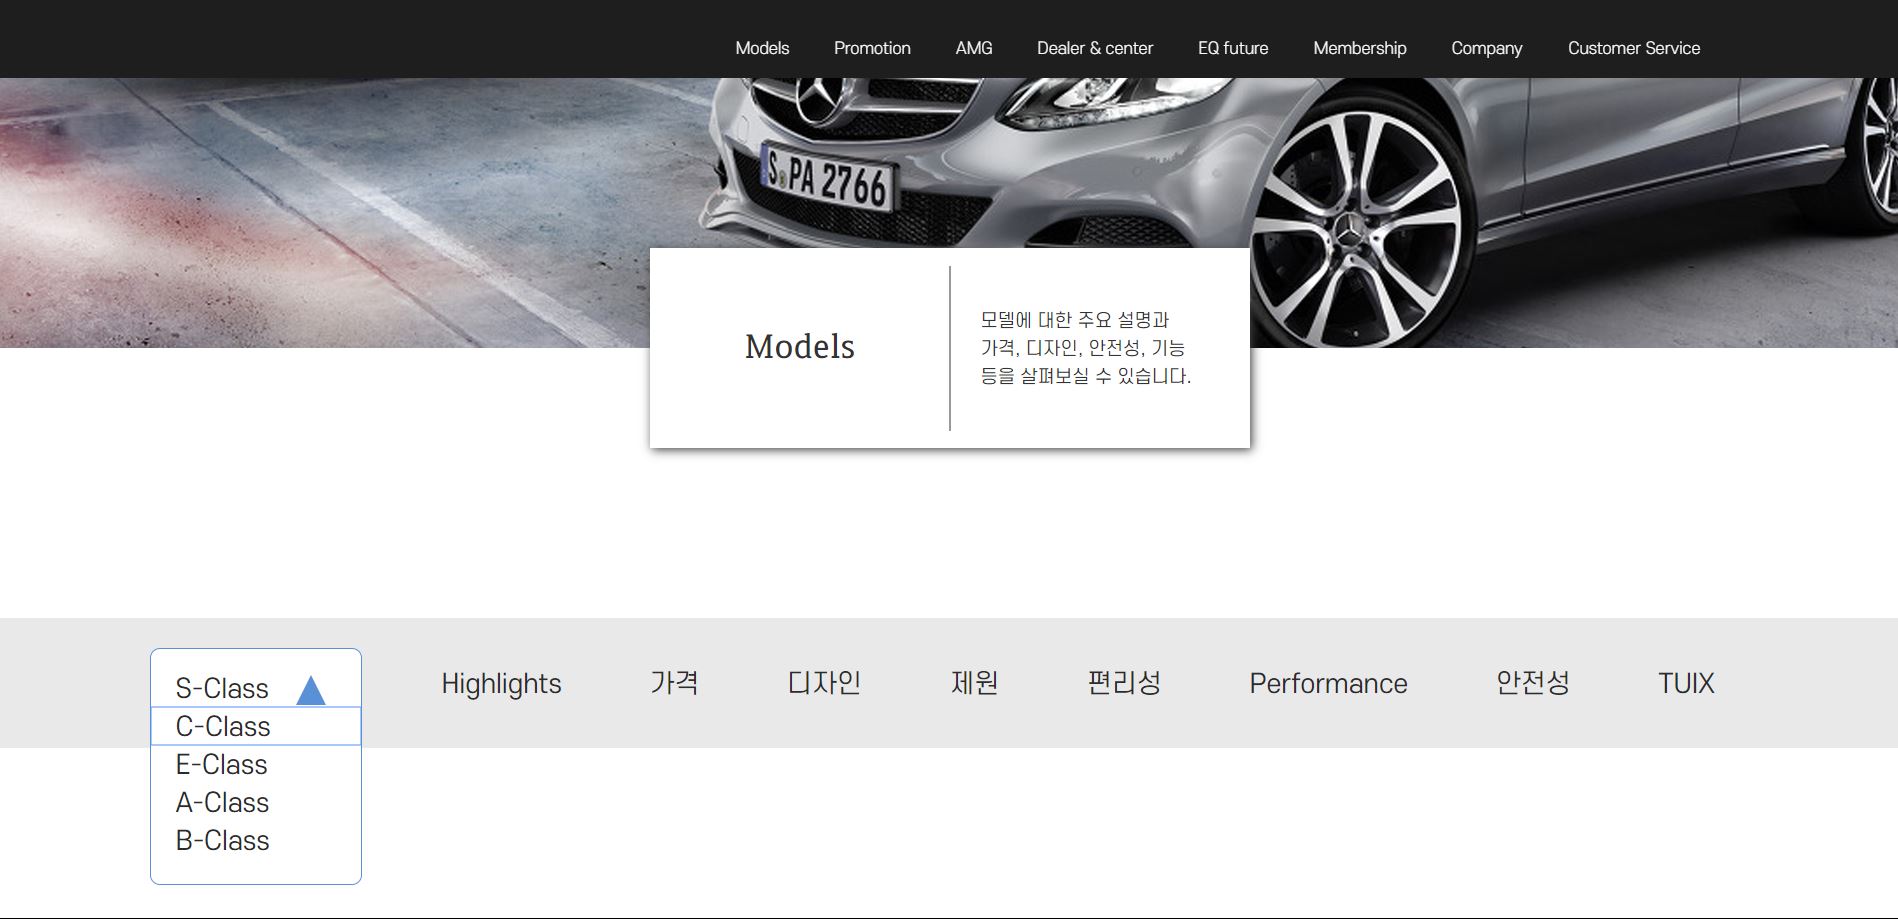 Models Promotion AMG Dealer & center EQ future Membership Company Customer Service
S PA 2766
Models
모델에 대한 주요 설명과
가격, 디자인, 안전성, 기능
등을 살펴보실 수 있습니다.
S-Class
C-Class
E-Class
A-Class
B-Class
Highlights 가격 디자인 제원 편리성 Performance 안전성 TUIX